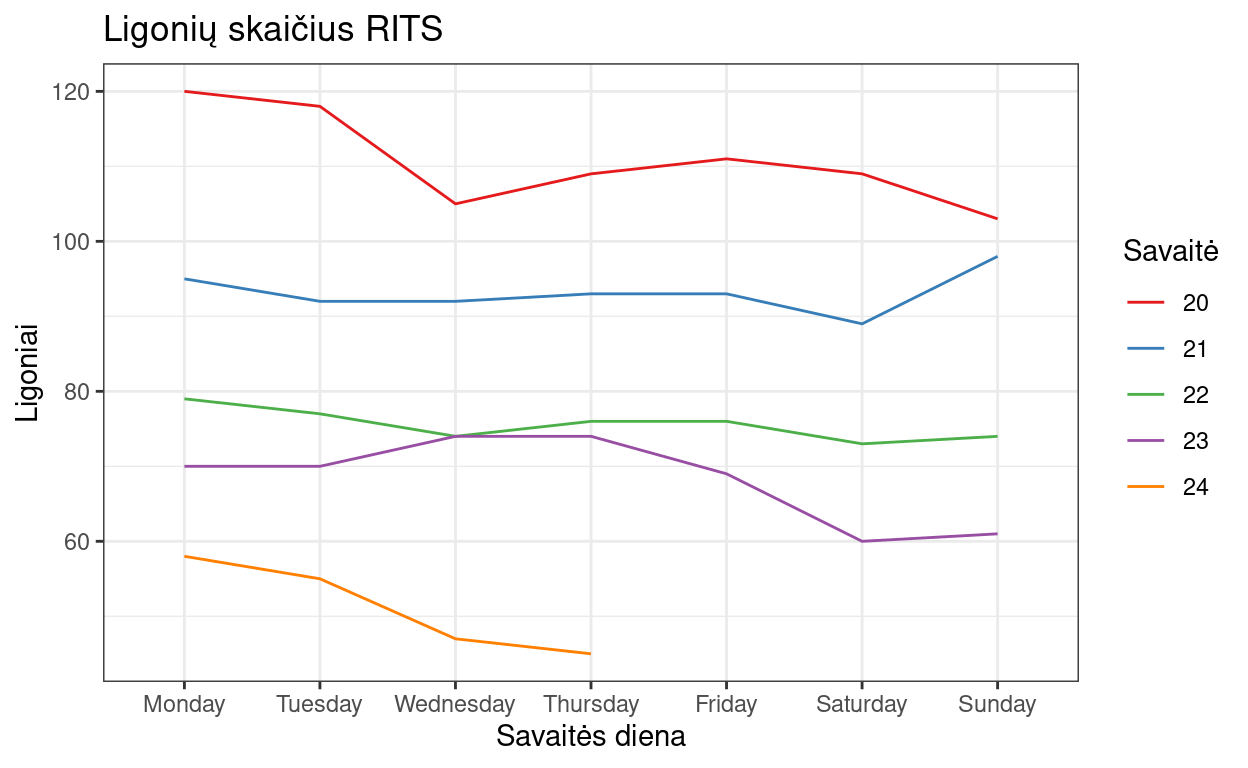 Ligonių skaičius RITS
120
100
80
60
Ligoniai
Monday Tuesday Wednesday Thursday Friday Saturday Sunday
Savaitės diena
Savaitė
20
21
22
23
24